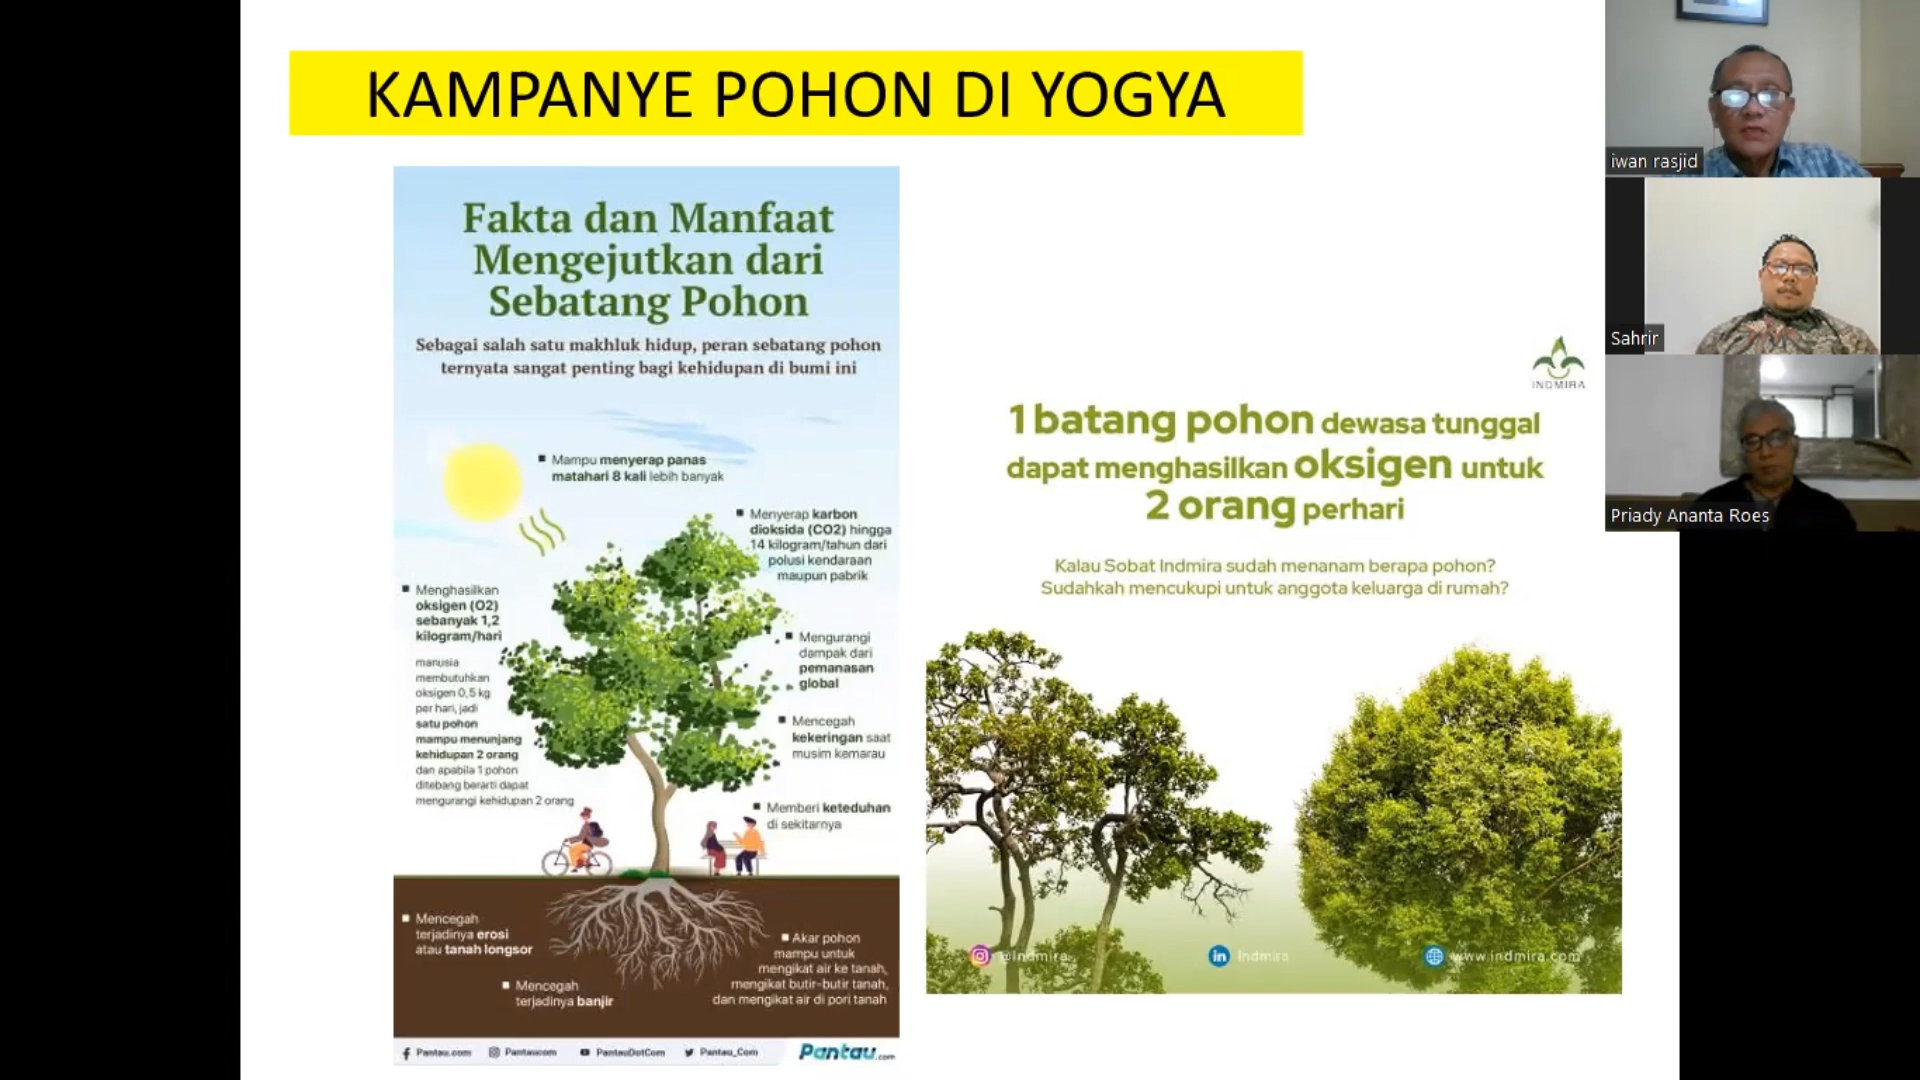 KAMPANYE POHON DI YOGYA
Fakta dan Manfaat
Mengejutkan dari
Sebatang Pohon
Sebagai salah satu makhluk hidup, peran sebatang pohon
ternyata sangat penting bagi kehidupan di bumi ini
Mampu menyerap panas
matahari 8 kali lebih banyak
Menyerap karbon
dioksida (CO2) hingga
14 kilogram/tahun dari
polusi kendaraan
maupun pabrik
Menghasilkan
oksigen (O2)
sebanyak 1,2
kilogram/hari
manusia
membutuhkan
oksigen 0,5 kg
per hari, jadi
satu pohon
mampu menunjang
kehidupan 2 orang
dan apabila 1 pohon
ditebang berarti dapat
mengurangi kehidupan 2 orang
Mengurangi
dampak dari
pemanasan
global
Mencegah
kekeringan saat
musim kemarau
Memberi keteduhan
di sekitarnya
Mencegah
terjadinya erosi
atau tanah longsor
Mencegah
terjadinya banjir
Akar pohon
mampu untuk
mengikat air ke tanah,
mengikat butir-butir tanah,
dan mengikat air di pori tanah
Pantau.com
Pantaucom
PantauDotCom
Pantau_Com
Pantau.com
INDMIRA
1 batang pohon dewasa tunggal
dapat menghasilkan oksigen untuk
2 orang perhari
Kalau Sobat Indmira sudah menanam berapa pohon?
Sudahkah mencukupi untuk anggota keluarga di rumah?
@Indmira
Indmira
www.indmira.com
iwan rasjid
Sahrir
Priady Ananta Roes